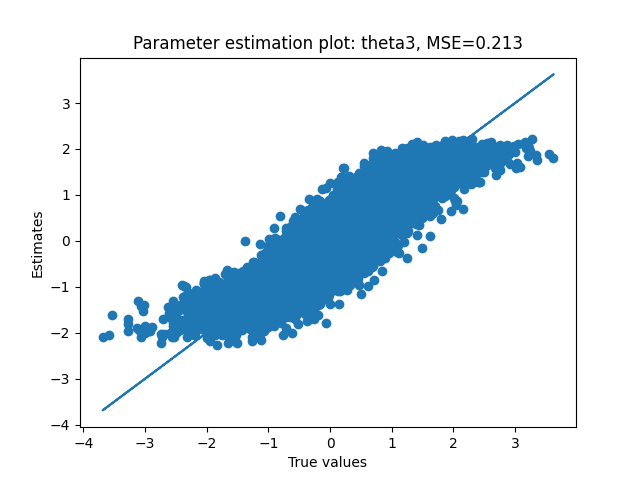 Parameter estimation plot: theta3, MSE=0.213
3
2
1
0
−1
−2
−3
−4
Estimates
−4 −3 −2 −1 0 1 2 3
True values